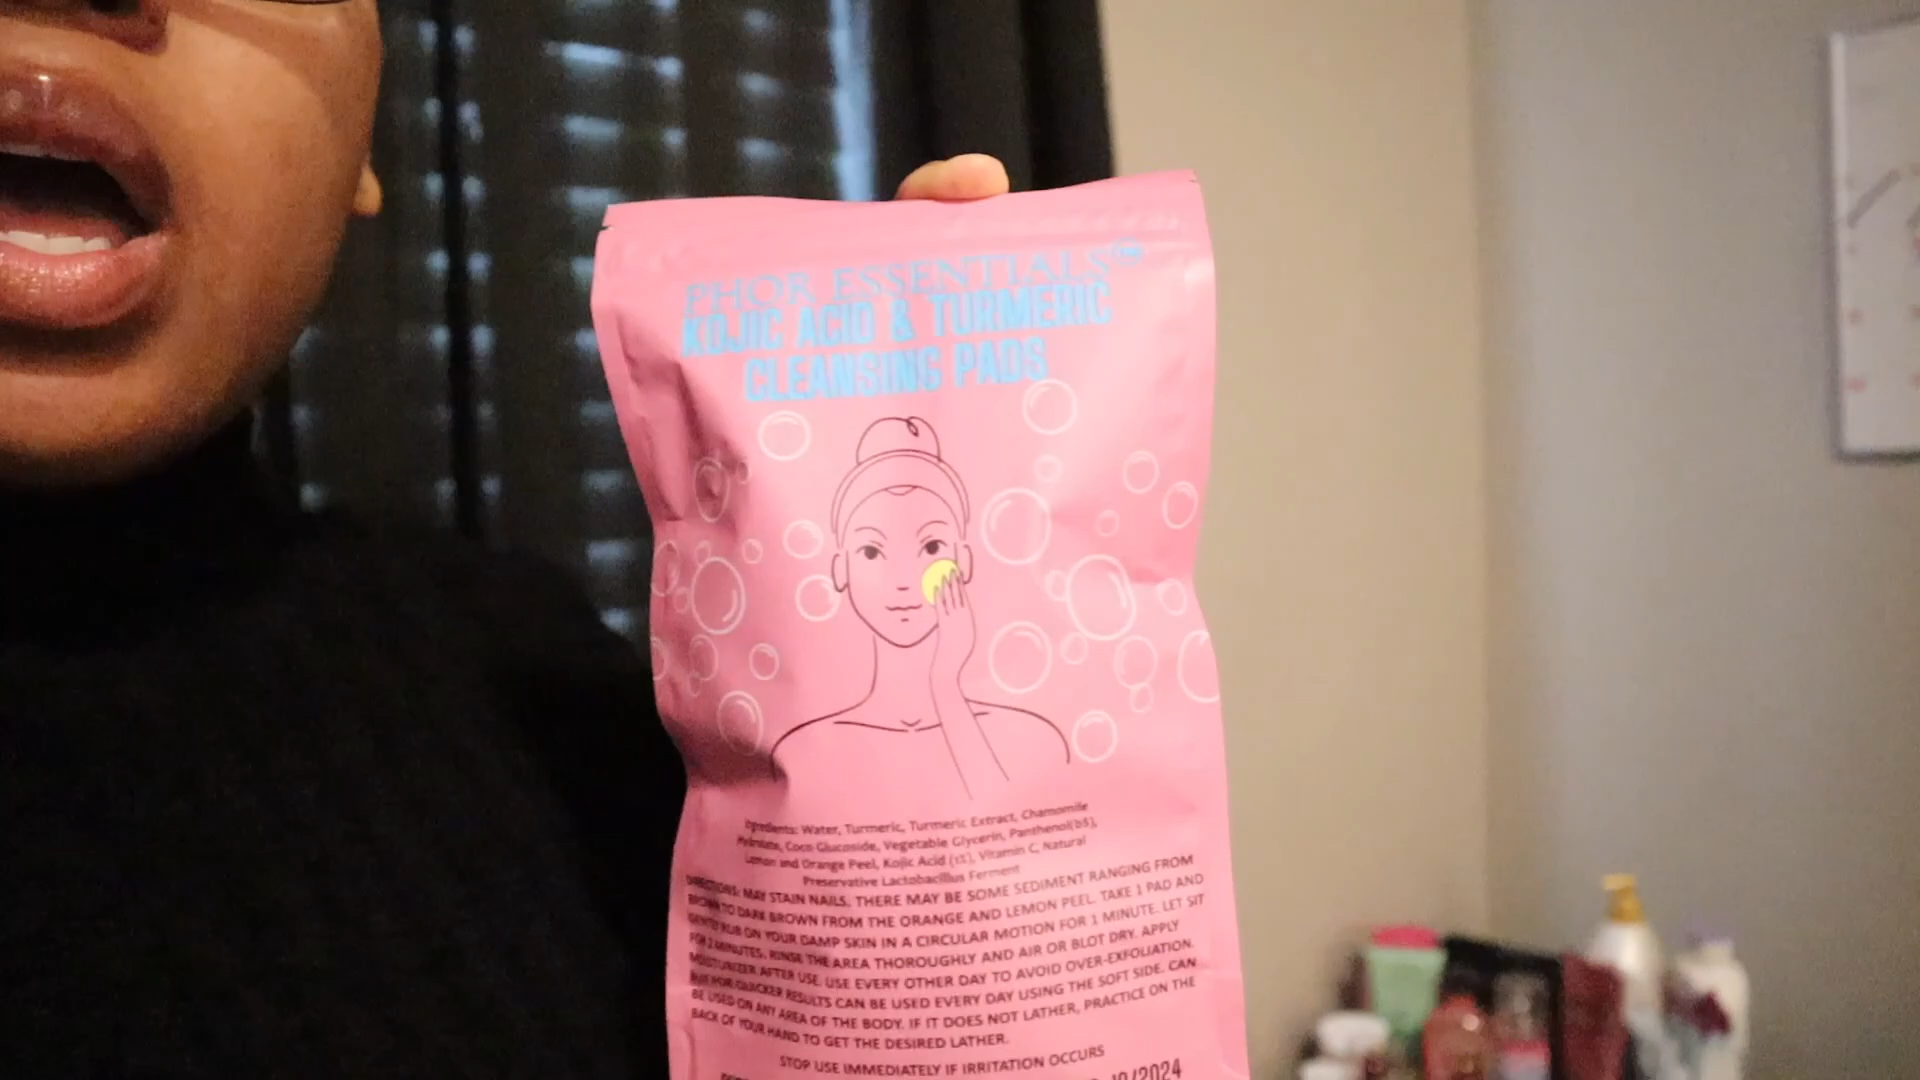 PHOR ESSENTIALS™
KOJIC ACID & TURMERIC
CLEANSING PADS
Ingredients: Water, Turmeric, Turmeric Extract, Chamomile
Hydrolate, Coco Glucoside, Vegetable Glycerin, Panthenol(b5),
Lemon and Orange Peel, Kojic Acid (1%), Vitamin C, Natural
Preservative Lactobacillus Ferment
DIRECTIONS: MAY STAIN NAILS. THERE MAY BE SOME SEDIMENT RANGING FROM
BROWN TO DARK BROWN FROM THE ORANGE AND LEMON PEEL. TAKE 1 PAD AND
GENTLY RUB ON YOUR DAMP SKIN IN A CIRCULAR MOTION FOR 1 MINUTE. LET SIT
FOR 2 MINUTES. RINSE THE AREA THOROUGHLY AND AIR OR BLOT DRY. APPLY
MOISTURIZER AFTER USE. USE EVERY OTHER DAY TO AVOID OVER-EXFOLIATION.
BUT FOR QUICKER RESULTS CAN BE USED EVERY DAY USING THE SOFT SIDE. CAN
BE USED ON ANY AREA OF THE BODY. IF IT DOES NOT LATHER, PRACTICE ON THE
BACK OF YOUR HAND TO GET THE DESIRED LATHER.
STOP USE IMMEDIATELY IF IRRITATION OCCURS
10/2024